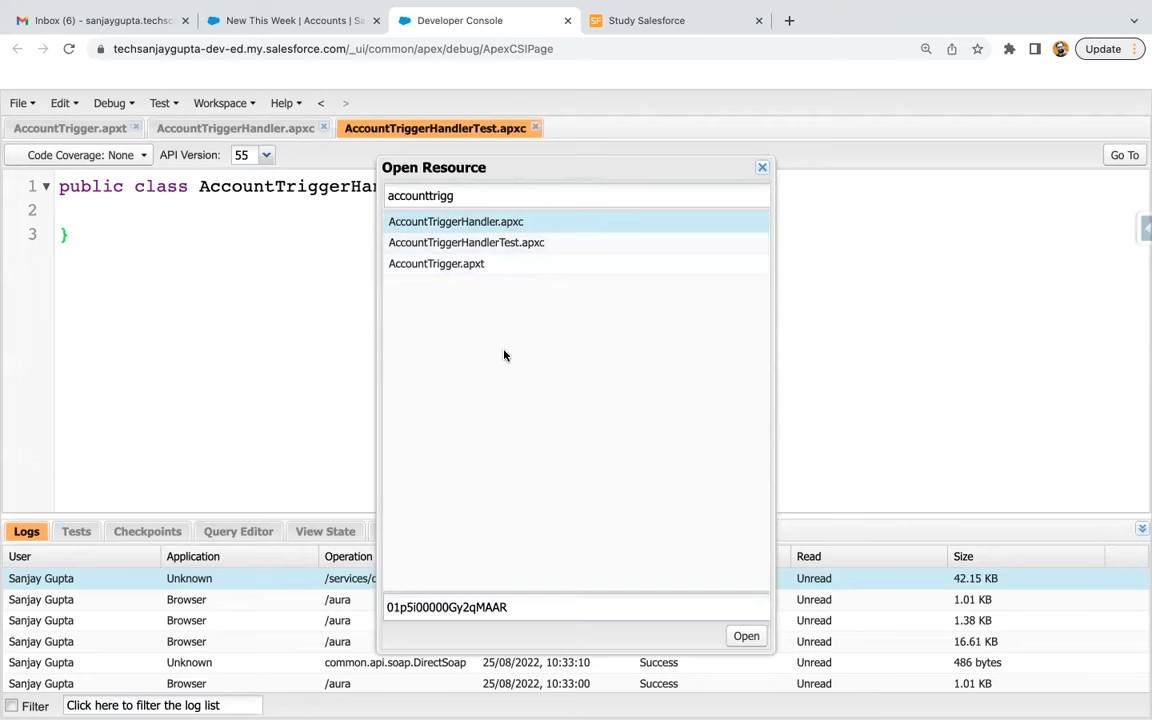 Inbox (6) - sanjaygupta.techsc
New This Week | Accounts | Sa
Developer Console
SF Study Salesforce
techsanjaygupta-dev-ed.my.salesforce.com/_ui/common/apex/debug/ApexCSIPage
Update
File Edit Debug Test Workspace Help < >
AccountTrigger.apxt AccountTriggerHandler.apxc AccountTriggerHandlerTest.apxc
Code Coverage: None API Version: 55 Go To
Open Resource
accounttrigg
AccountTriggerHandler.apxc
AccountTriggerHandlerTest.apxc
AccountTrigger.apxt
01p5i00000Gy2qMAAR
Open
1 public class AccountTriggerHa
2
3 }
Logs Tests Checkpoints Query Editor View State
User Application Operation Read Size
Sanjay Gupta Unknown /services/d Unread 42.15 KB
Sanjay Gupta Browser /aura Unread 1.01 KB
Sanjay Gupta Browser /aura Unread 1.38 KB
Sanjay Gupta Browser /aura Unread 16.61 KB
Sanjay Gupta Unknown common.api.soap.DirectSoap 25/08/2022, 10:33:10 Success Unread 486 bytes
Sanjay Gupta Browser /aura 25/08/2022, 10:33:00 Success Unread 1.01 KB
Filter Click here to filter the log list